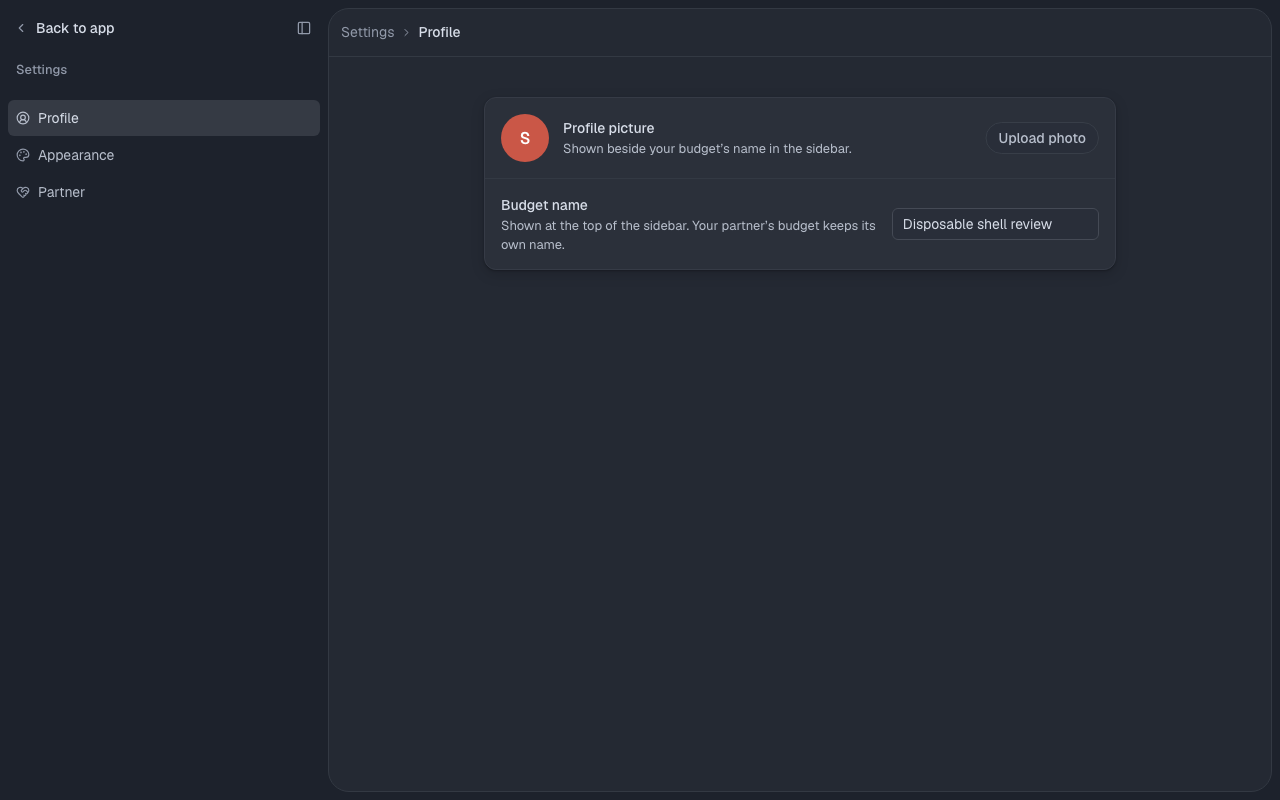 Back to app
Settings
Profile
Appearance
Partner
Settings > Profile
S
Profile picture
Shown beside your budget's name in the sidebar.
Upload photo
Budget name
Shown at the top of the sidebar. Your partner's budget keeps its
own name.
Disposable shell review